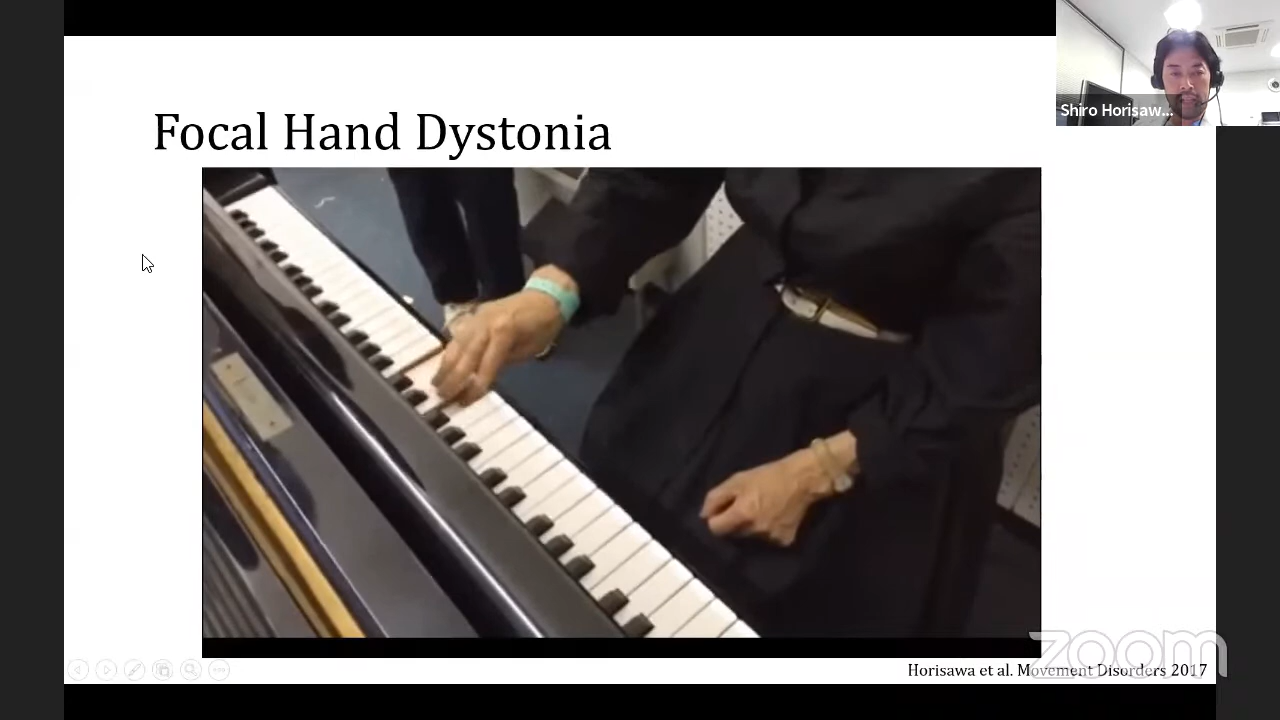 Focal Hand Dystonia
Shiro Horisaw...
Horisawa et al. Movement Disorders 2017
zoom